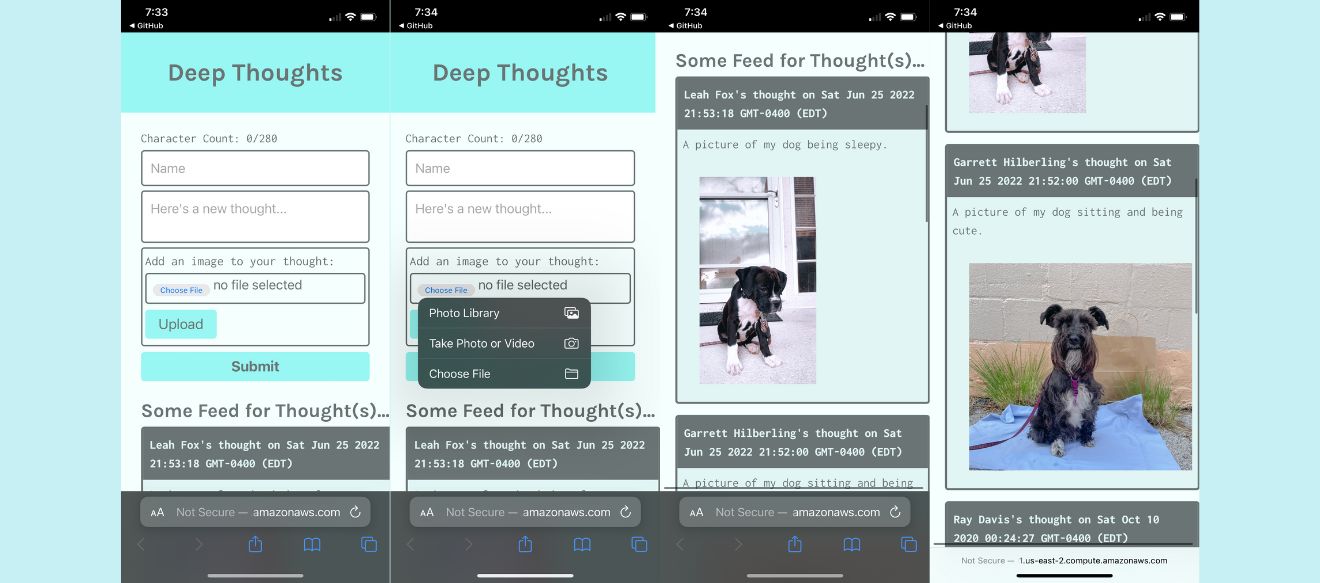 7:33
◀ GitHub
Deep Thoughts
Character Count: 0/280
Name
Here's a new thought...
Add an image to your thought:
Choose File no file selected
Upload
Submit
Some Feed for Thought(s)...
Leah Fox's thought on Sat Jun 25 2022
21:53:18 GMT-0400 (EDT)
AA Not Secure — amazonaws.com
7:34
◀ GitHub
Deep Thoughts
Character Count: 0/280
Name
Here's a new thought...
Add an image to your thought:
Choose File no file selected
Photo Library
Take Photo or Video
Choose File
Some Feed for Thought(s)...
Leah Fox's thought on Sat Jun 25 2022
21:53:18 GMT-0400 (EDT)
AA Not Secure — amazonaws.com
7:34
◀ GitHub
Some Feed for Thought(s)...
Leah Fox's thought on Sat Jun 25 2022
21:53:18 GMT-0400 (EDT)
A picture of my dog being sleepy.
Garrett Hilberling's thought on Sat
Jun 25 2022 21:52:00 GMT-0400 (EDT)
A picture of my dog sitting and being
AA Not Secure — amazonaws.com
7:34
◀ GitHub
Garrett Hilberling's thought on Sat
Jun 25 2022 21:52:00 GMT-0400 (EDT)
A picture of my dog sitting and being
cute.
Ray Davis's thought on Sat Oct 10
2020 00:24:27 GMT-0400 (EDT)
Not Secure — 1.us-east-2.compute.amazonaws.com